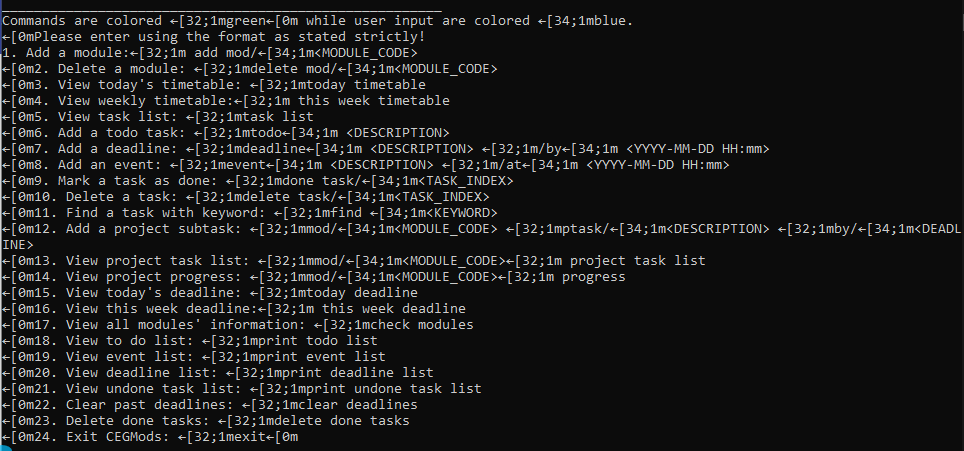 Commands are colored ←[32;1mgreen←[0m while user input are colored ←[34;1mblue.
←[0mPlease enter using the format as stated strictly!
1. Add a module:←[32;1m add mod/←[34;1m<MODULE_CODE>
←[0m2. Delete a module: ←[32;1mdelete mod/←[34;1m<MODULE_CODE>
←[0m3. View today's timetable: ←[32;1mtoday timetable
←[0m4. View weekly timetable:←[32;1m this week timetable
←[0m5. View task list: ←[32;1mtask list
←[0m6. Add a todo task: ←[32;1mtodo←[34;1m <DESCRIPTION>
←[0m7. Add a deadline: ←[32;1mdeadline←[34;1m <DESCRIPTION> ←[32;1m/by←[34;1m <YYYY-MM-DD HH:mm>
←[0m8. Add an event: ←[32;1mevent←[34;1m <DESCRIPTION> ←[32;1m/at←[34;1m <YYYY-MM-DD HH:mm>
←[0m9. Mark a task as done: ←[32;1mdone task/←[34;1m<TASK_INDEX>
←[0m10. Delete a task: ←[32;1mdelete task/←[34;1m<TASK_INDEX>
←[0m11. Find a task with keyword: ←[32;1mfind ←[34;1m<KEYWORD>
←[0m12. Add a project subtask: ←[32;1mmod/←[34;1m<MODULE_CODE> ←[32;1mptask/←[34;1m<DESCRIPTION> ←[32;1mby/←[34;1m<DEADL
INE>
←[0m13. View project task list: ←[32;1mmod/←[34;1m<MODULE_CODE>←[32;1m project task list
←[0m14. View project progress: ←[32;1mmod/←[34;1m<MODULE_CODE>←[32;1m progress
←[0m15. View today's deadline: ←[32;1mtoday deadline
←[0m16. View this week deadline:←[32;1m this week deadline
←[0m17. View all modules' information: ←[32;1mcheck modules
←[0m18. View to do list: ←[32;1mprint todo list
←[0m19. View event list: ←[32;1mprint event list
←[0m20. View deadline list: ←[32;1mprint deadline list
←[0m21. View undone task list: ←[32;1mprint undone task list
←[0m22. Clear past deadlines: ←[32;1mclear deadlines
←[0m23. Delete done tasks: ←[32;1mdelete done tasks
←[0m24. Exit CEGMods: ←[32;1mexit←[0m